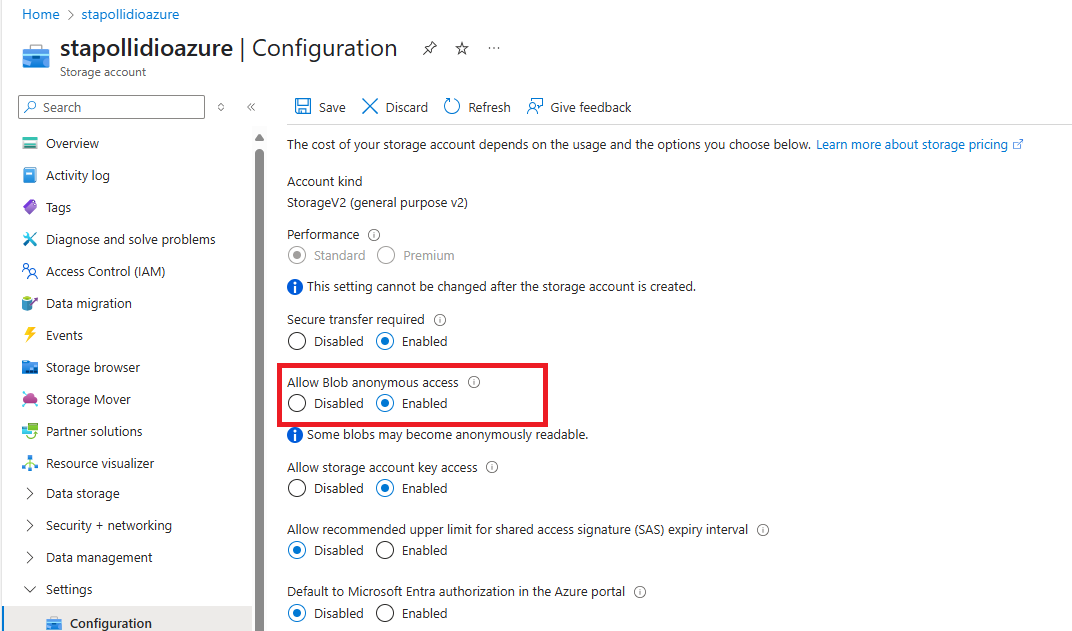 Home > stapollidioazure
stapollidioazure | Configuration
Storage account
Search
Overview
Activity log
Tags
Diagnose and solve problems
Access Control (IAM)
Data migration
Events
Storage browser
Storage Mover
Partner solutions
Resource visualizer
Data storage
Security + networking
Data management
Settings
Configuration
Save Discard Refresh Give feedback
The cost of your storage account depends on the usage and the options you choose below. Learn more about storage pricing
Account kind
StorageV2 (general purpose v2)
Performance
Standard Premium
This setting cannot be changed after the storage account is created.
Secure transfer required
Disabled Enabled
Allow Blob anonymous access
Disabled Enabled
Some blobs may become anonymously readable.
Allow storage account key access
Disabled Enabled
Allow recommended upper limit for shared access signature (SAS) expiry interval
Disabled Enabled
Default to Microsoft Entra authorization in the Azure portal
Disabled Enabled